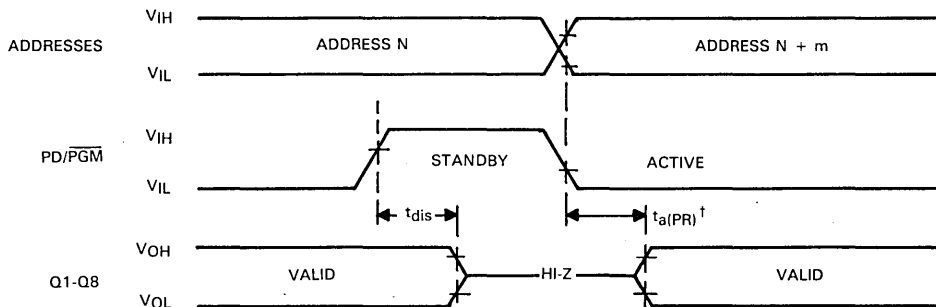 VIH
ADDRESSES
ADDRESS N
ADDRESS N + m
VIL
VIH
PD/PGM
STANDBY
ACTIVE
VIL
tdis
ta(PR)†
VOH
Q1-Q8
VALID
HI-Z
VALID
VOL